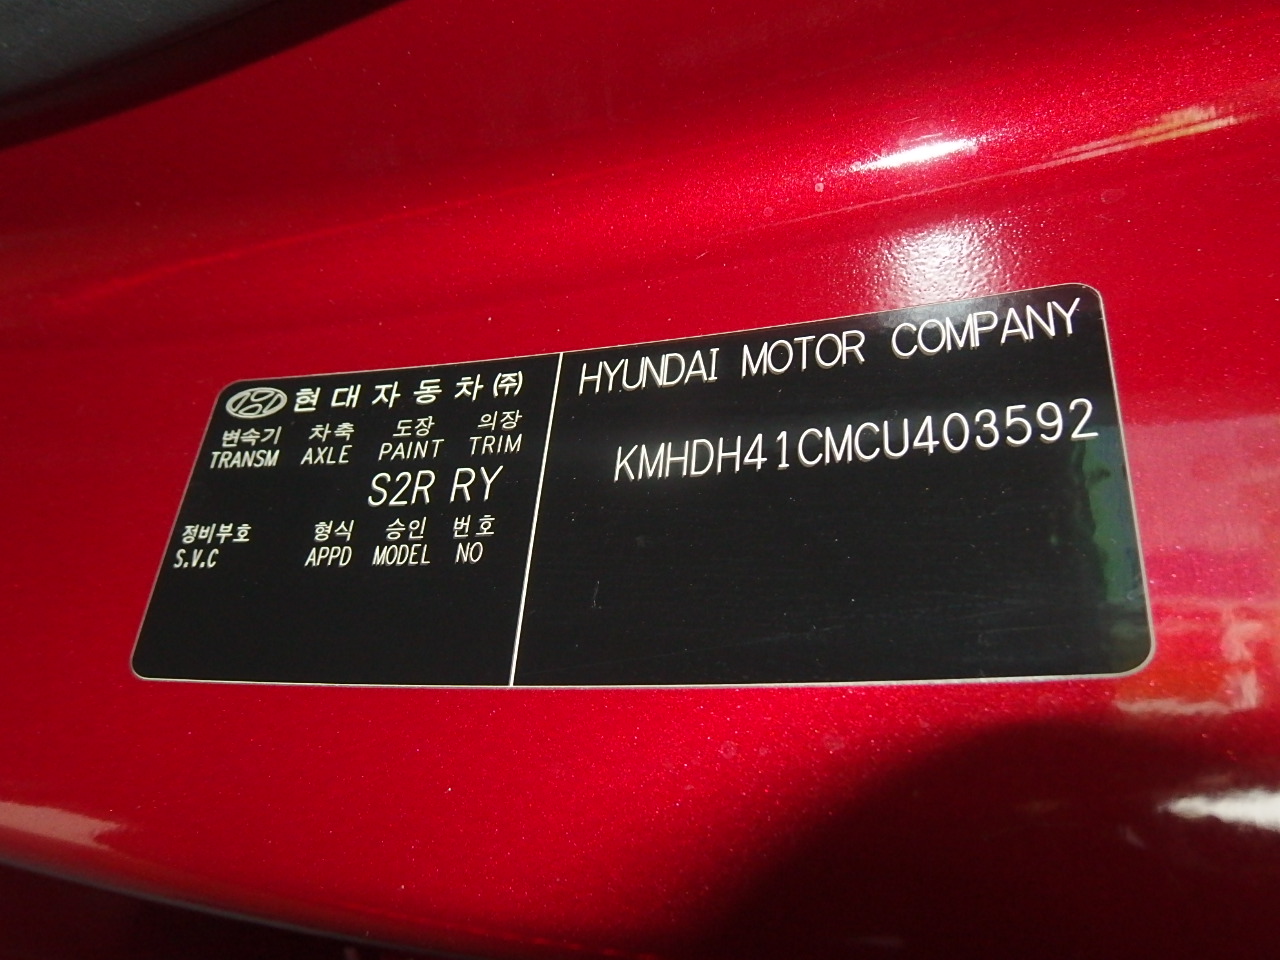 현대자동차(주)
변속기 차축 도장 의장
TRANSM AXLE PAINT TRIM
S2R RY
정비부호 형식 승인 번호
S.V.C APPD MODEL NO
HYUNDAI MOTOR COMPANY
KMHDH41CMCU403592